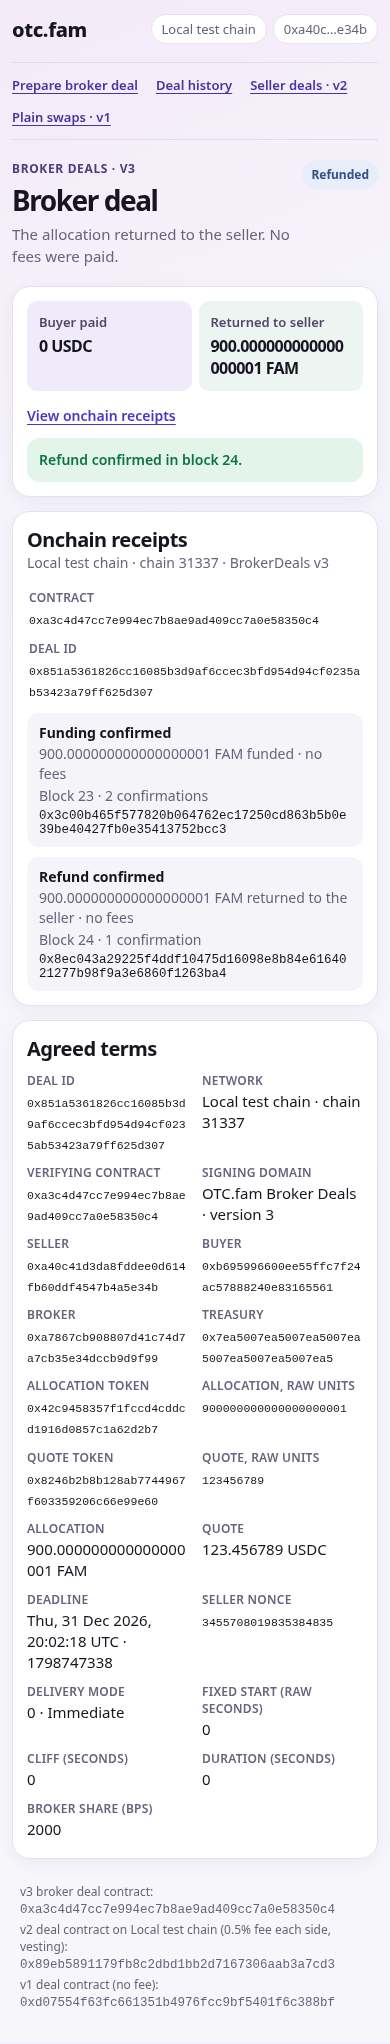 otc.fam
Local test chain
0xa40c…e34b
Prepare broker deal
Deal history
Seller deals · v2
Plain swaps · v1
BROKER DEALS · V3
Refunded
Broker deal
The allocation returned to the seller. No
fees were paid.
Buyer paid
0 USDC
Returned to seller
900.000000000000
000001 FAM
View onchain receipts
Refund confirmed in block 24.
Onchain receipts
Local test chain · chain 31337 · BrokerDeals v3
CONTRACT
0xa3c4d47cc7e994ec7b8ae9ad409cc7a0e58350c4
DEAL ID
0x851a5361826cc16085b3d9af6ccec3bfd954d94cf0235a
b53423a79ff625d307
Funding confirmed
900.000000000000000001 FAM funded · no
fees
Block 23 · 2 confirmations
0x3c00b465f577820b064762ec17250cd863b5b0e
39be40427fb0e35413752bcc3
Refund confirmed
900.000000000000000001 FAM returned to the
seller · no fees
Block 24 · 1 confirmation
0x8ec043a29225f4ddf10475d16098e8b84e61640
21277b98f9a3e6860f1263ba4
Agreed terms
DEAL ID
0x851a5361826cc16085b3d
9af6ccec3bfd954d94cf023
5ab53423a79ff625d307
NETWORK
Local test chain · chain
31337
VERIFYING CONTRACT
0xa3c4d47cc7e994ec7b8ae
9ad409cc7a0e58350c4
SIGNING DOMAIN
OTC.fam Broker Deals
· version 3
SELLER
0xa40c41d3da8fddee0d614
fb60ddf4547b4a5e34b
BUYER
0xb695996600ee55ffc7f24
ac57888240e83165561
BROKER
0xa7867cb908807d41c74d7
a7cb35e34dccb9d9f99
TREASURY
0x7ea5007ea5007ea5007ea
5007ea5007ea5007ea5
ALLOCATION TOKEN
0x42c9458357f1fccd4cddc
d1916d0857c1a62d2b7
ALLOCATION, RAW UNITS
900000000000000000001
QUOTE TOKEN
0x8246b2b8b128ab7744967
f603359206c66e99e60
QUOTE, RAW UNITS
123456789
ALLOCATION
900.000000000000000
001 FAM
QUOTE
123.456789 USDC
DEADLINE
Thu, 31 Dec 2026,
20:02:18 UTC ·
1798747338
SELLER NONCE
3455708019835384835
DELIVERY MODE
0 · Immediate
FIXED START (RAW
SECONDS)
0
CLIFF (SECONDS)
0
DURATION (SECONDS)
0
BROKER SHARE (BPS)
2000
v3 broker deal contract:
0xa3c4d47cc7e994ec7b8ae9ad409cc7a0e58350c4
v2 deal contract on Local test chain (0.5% fee each side,
vesting):
0x89eb5891179fb8c2dbd1bb2d7167306aab3a7cd3
v1 deal contract (no fee):
0xd07554f63fc661351b4976fcc9bf5401f6c388bf